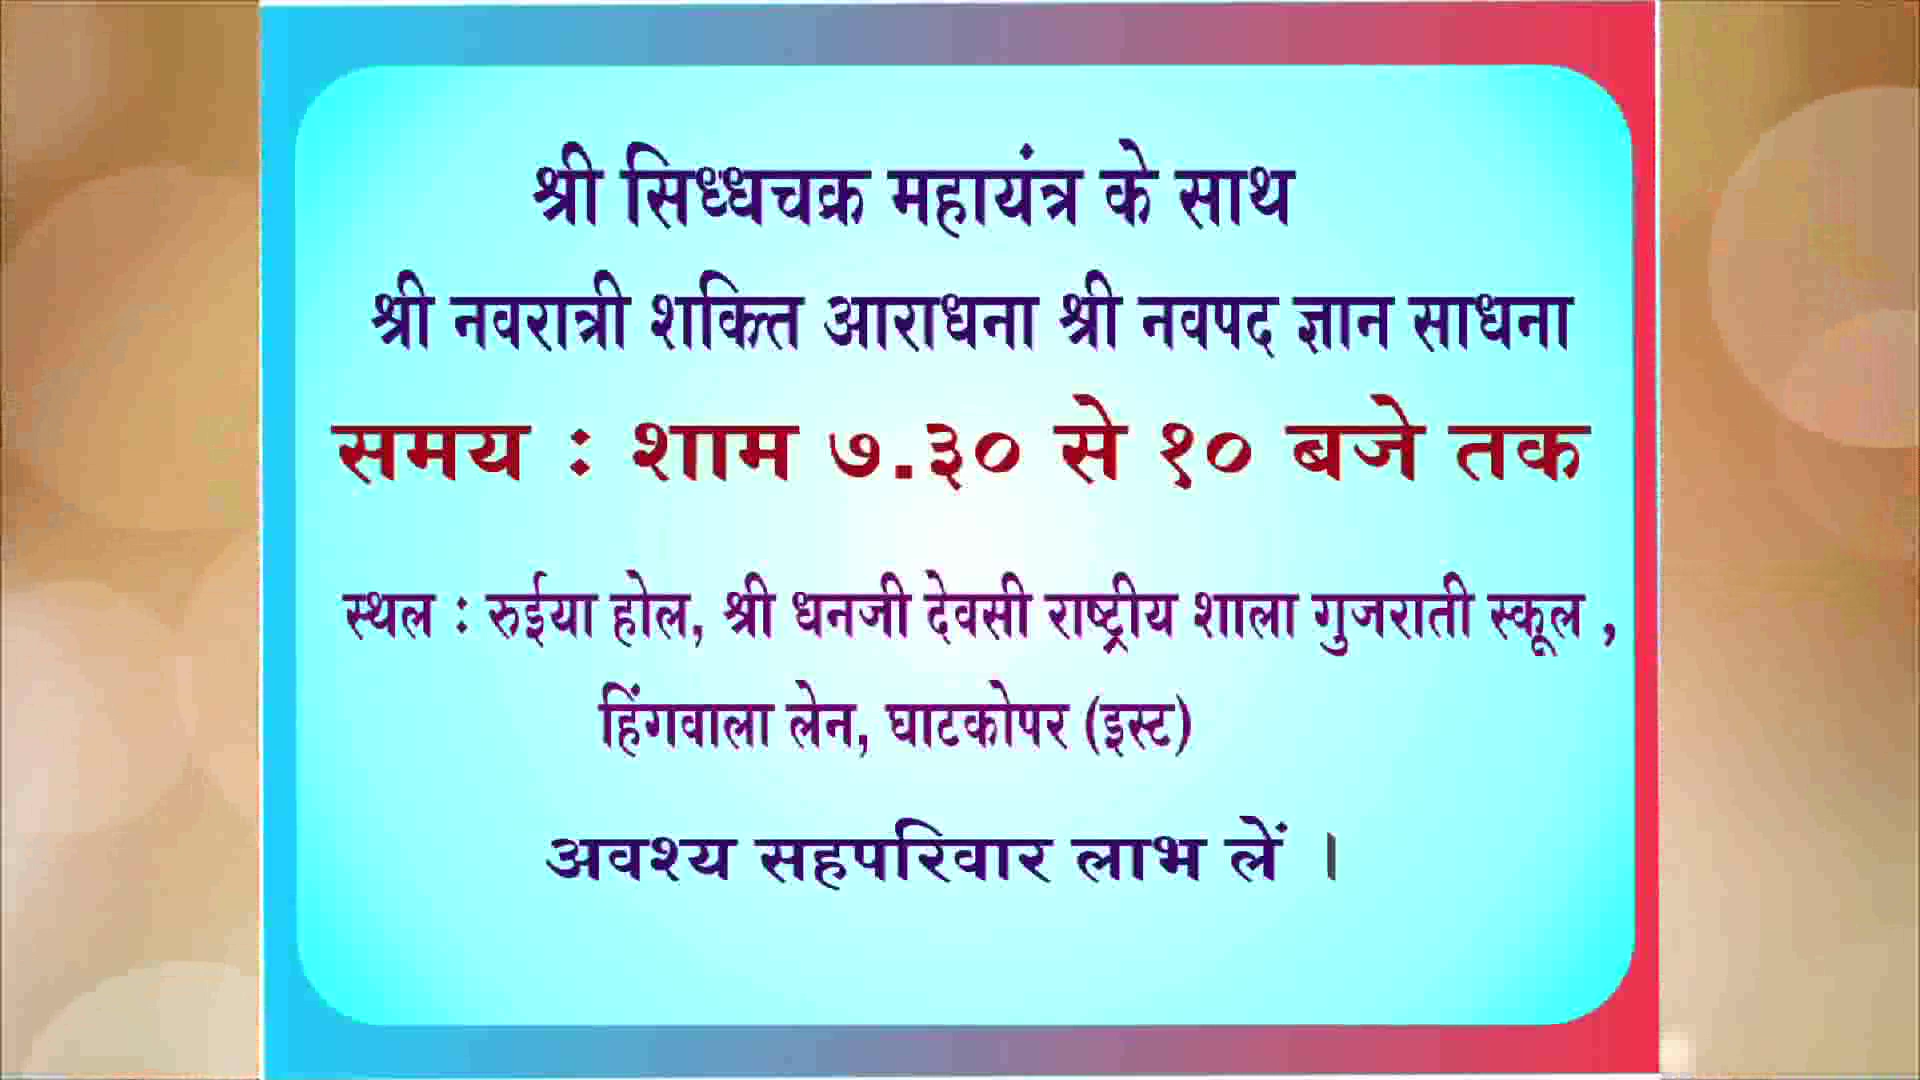 श्री सिध्धचक्र महायंत्र के साथ
श्री नवरात्री शक्ति आराधना श्री नवपद ज्ञान साधना
समय : शाम ७.३० से १० बजे तक
स्थल : रुईया होल, श्री धनजी देवसी राष्ट्रीय शाला गुजराती स्कूल ,
हिंगवाला लेन, घाटकोपर (इस्ट)
अवश्य सहपरिवार लाभ लें ।